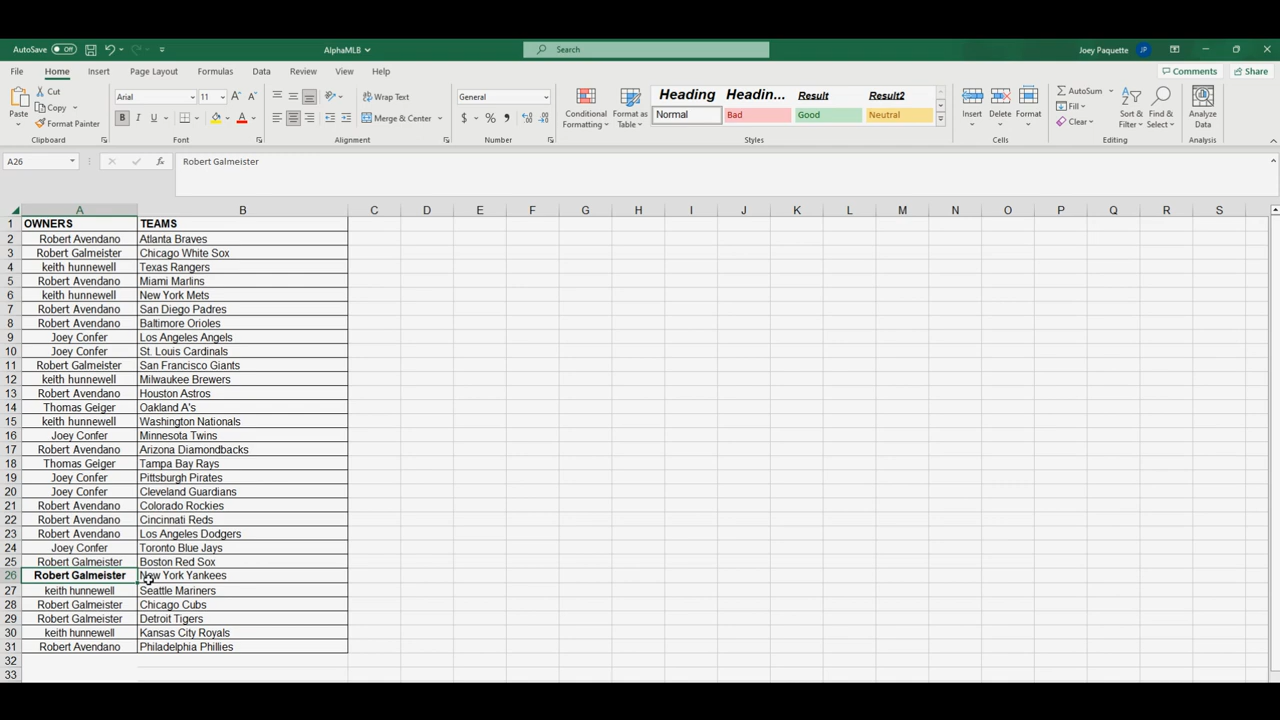 AutoSave Off AlphaMLB Search Joey Paquette JP
File Home Insert Page Layout Formulas Data Review View Help Comments Share
Cut Arial 11 Wrap Text General Heading Headin... Result Result2 AutoSum
Copy Fill
Paste Format Painter B I U Merge & Center $ % Conditional Formatting Format as Table Normal Bad Good Neutral Insert Delete Format Clear Sort & Filter Find & Select Analyze Data
Clipboard Font Alignment Number Styles Cells Editing Analysis
A26 fx Robert Galmeister
A B C D E F G H I J K L M N O P Q R S
1 OWNERS TEAMS
2 Robert Avendano Atlanta Braves
3 Robert Galmeister Chicago White Sox
4 keith hunnewell Texas Rangers
5 Robert Avendano Miami Marlins
6 keith hunnewell New York Mets
7 Robert Avendano San Diego Padres
8 Robert Avendano Baltimore Orioles
9 Joey Confer Los Angeles Angels
10 Joey Confer St. Louis Cardinals
11 Robert Galmeister San Francisco Giants
12 keith hunnewell Milwaukee Brewers
13 Robert Avendano Houston Astros
14 Thomas Geiger Oakland A's
15 keith hunnewell Washington Nationals
16 Joey Confer Minnesota Twins
17 Robert Avendano Arizona Diamondbacks
18 Thomas Geiger Tampa Bay Rays
19 Joey Confer Pittsburgh Pirates
20 Joey Confer Cleveland Guardians
21 Robert Avendano Colorado Rockies
22 Robert Avendano Cincinnati Reds
23 Robert Avendano Los Angeles Dodgers
24 Joey Confer Toronto Blue Jays
25 Robert Galmeister Boston Red Sox
26 Robert Galmeister New York Yankees
27 keith hunnewell Seattle Mariners
28 Robert Galmeister Chicago Cubs
29 Robert Galmeister Detroit Tigers
30 keith hunnewell Kansas City Royals
31 Robert Avendano Philadelphia Phillies
32
33